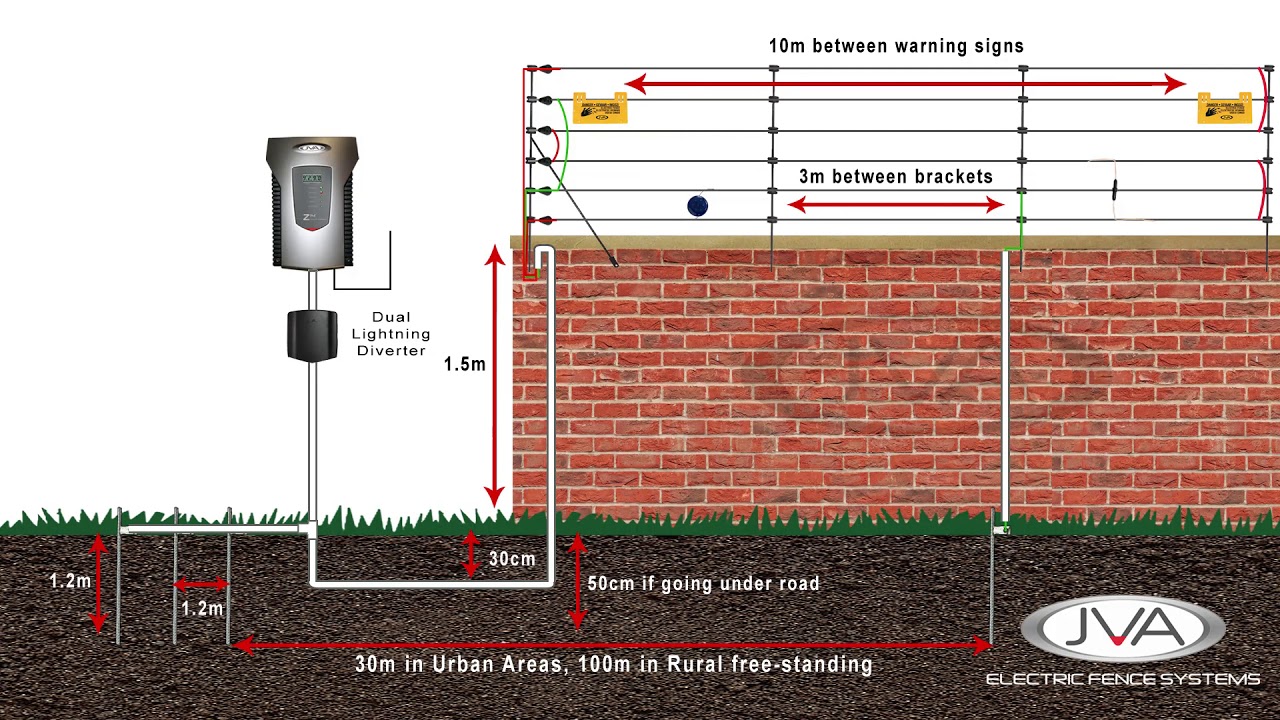 10m between warning signs
3m between brackets
JVA
Dual
Lightning
Diverter
1.5m
30cm
50cm if going under road
1.2m
1.2m
30m in Urban Areas, 100m in Rural free-standing
JVA
ELECTRIC FENCE SYSTEMS